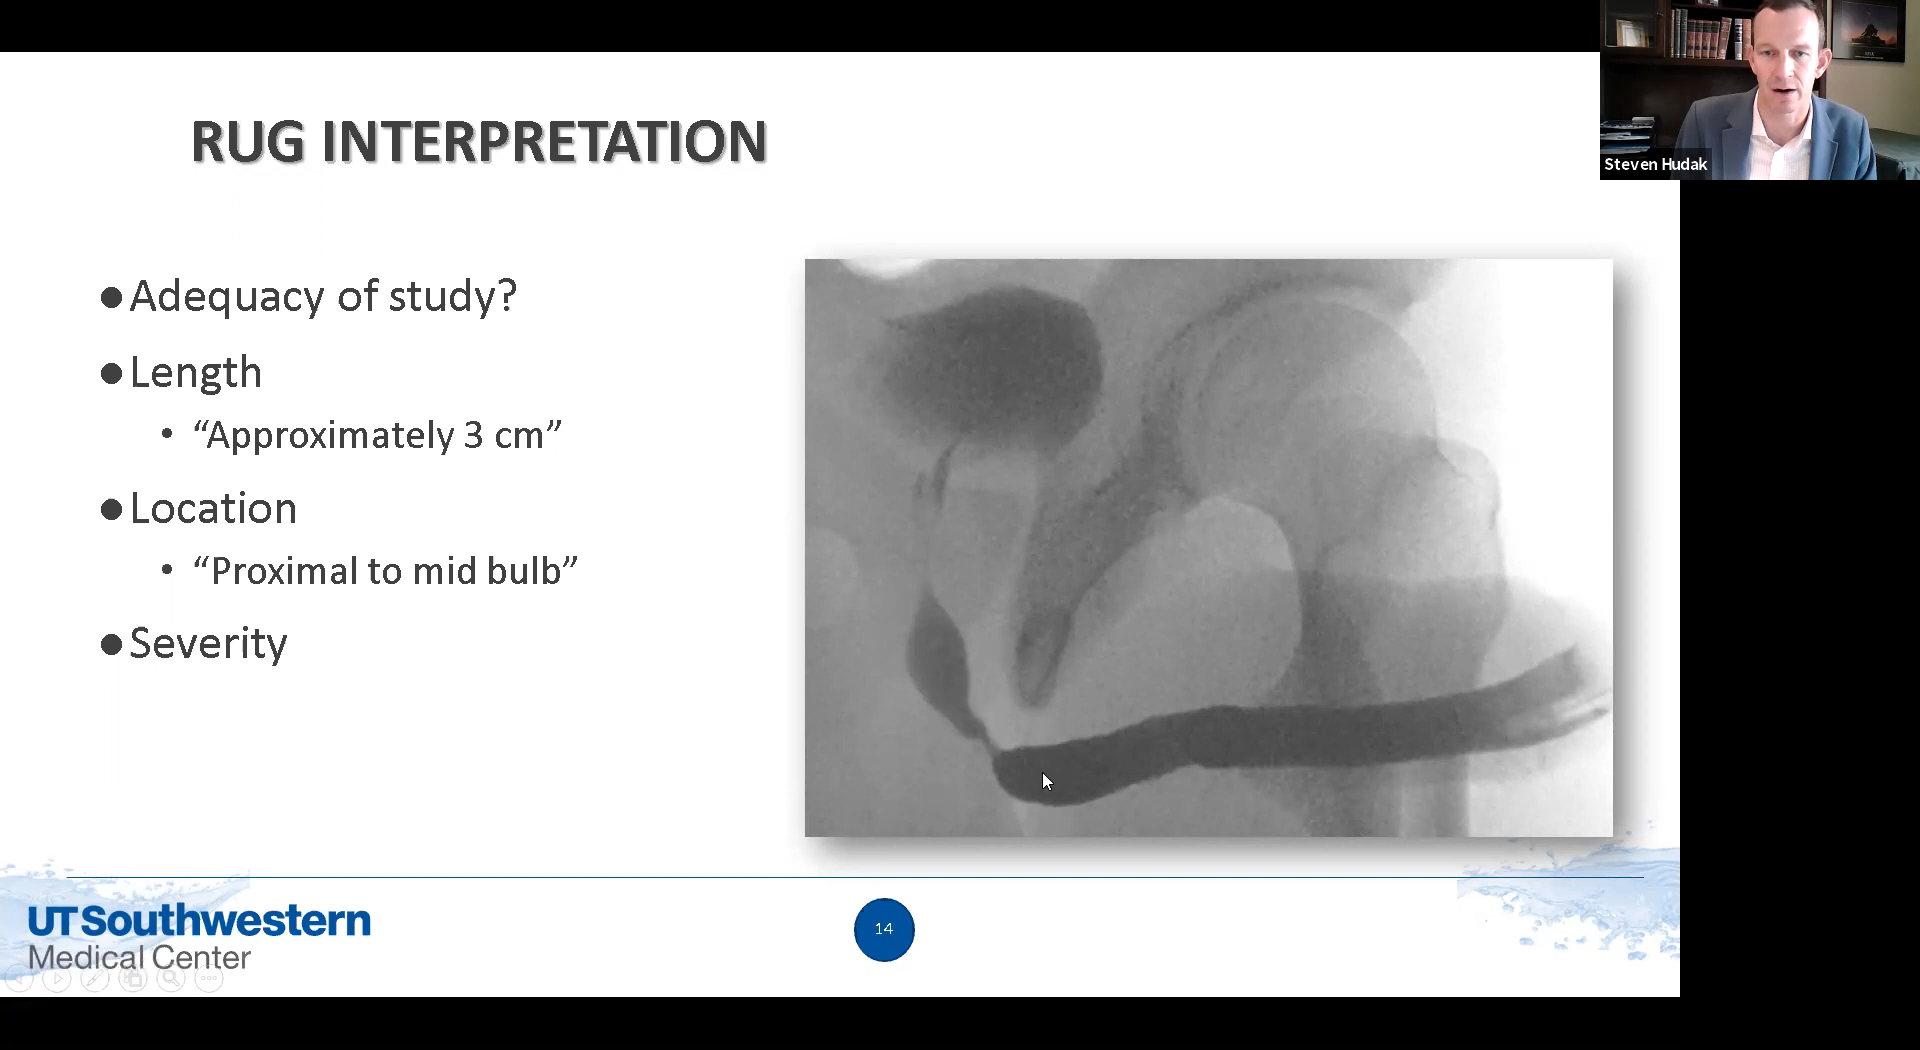 Steven Hudak
RUG INTERPRETATION
●Adequacy of study?
●Length
• “Approximately 3 cm”
●Location
• “Proximal to mid bulb”
●Severity
UTSouthwestern
Medical Center
14